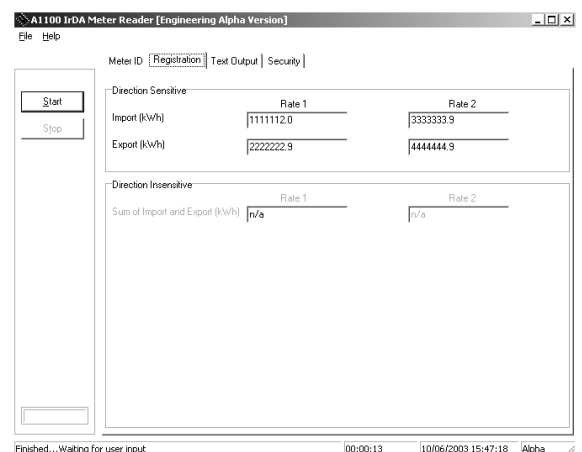 A1100 IrDA Meter Reader [Engineering Alpha Version]
File Help
Meter ID Registration Text Output Security
Start
Stop
Direction Sensitive
Rate 1 Rate 2
Import (kWh) 1111112.0 3333333.9
Export (kWh) 2222222.9 4444444.9
Direction Insensitive
Rate 1 Rate 2
Sum of Import and Export (kWh) n/a n/a
Finished...Waiting for user input 00:00:13 10/06/2003 15:47:18 Alpha